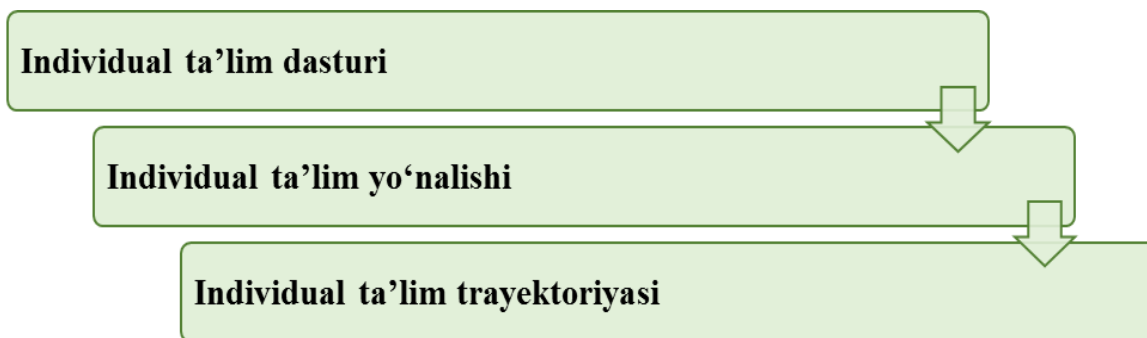 Individual ta’lim dasturi
Individual ta’lim yo‘nalishi
Individual ta’lim trayektoriyasi